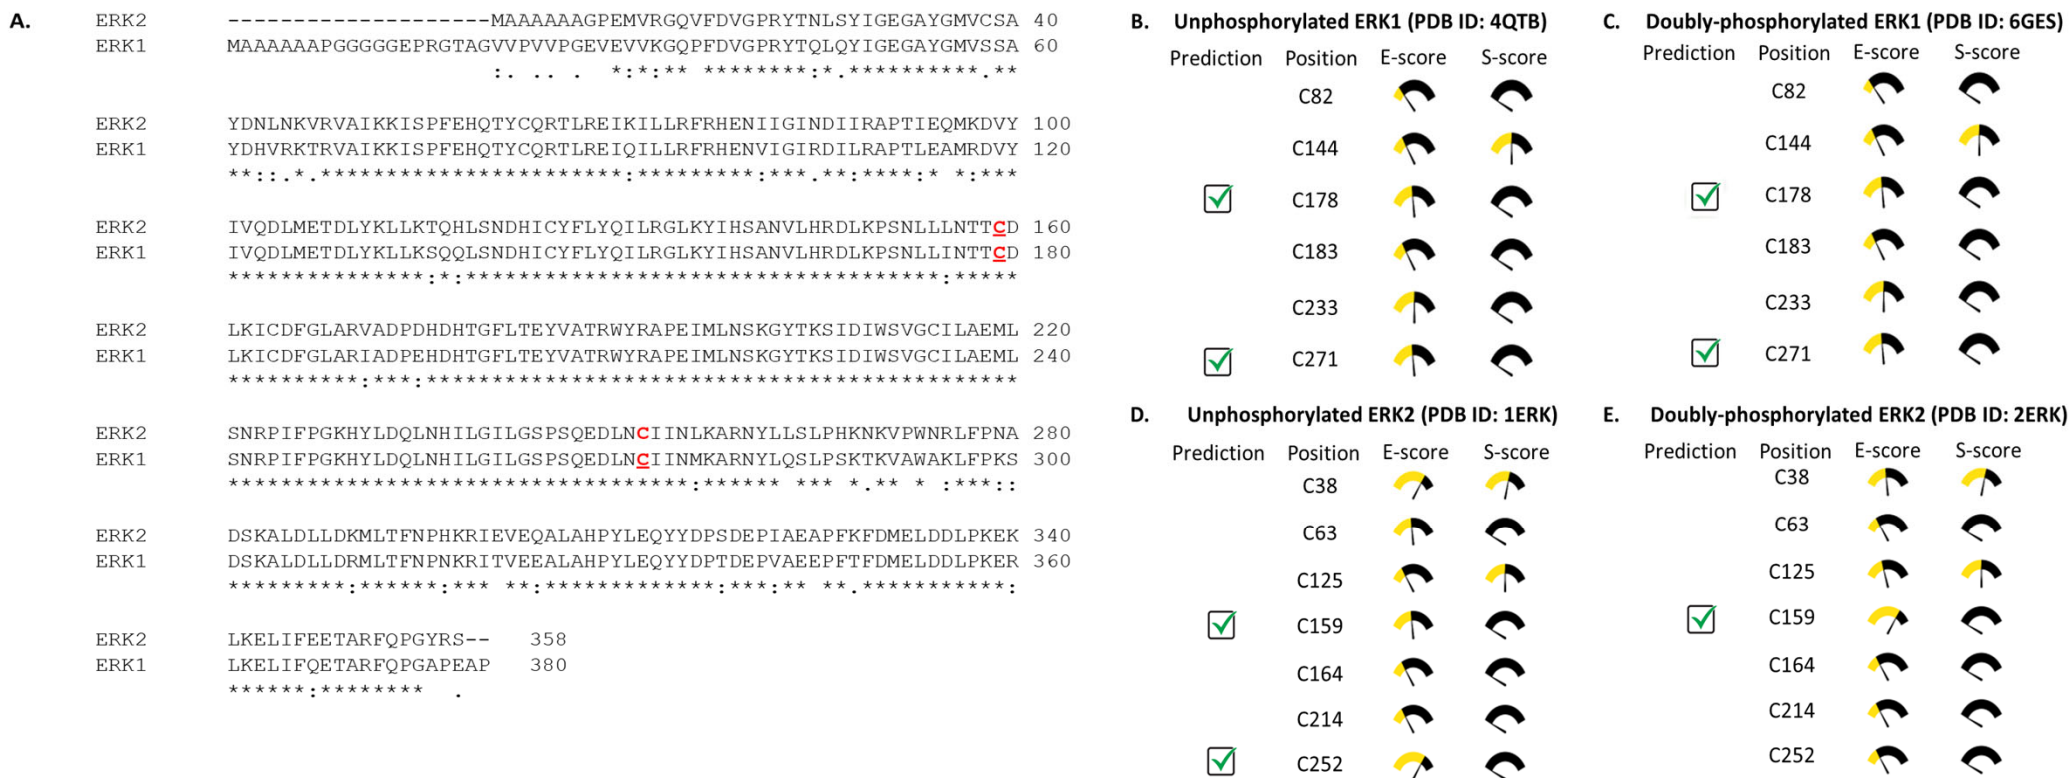 A.
ERK2 --------------------MAAAAAAGPEMVRGQVFDVGPRYTNLSYIGEGAYGMVCSA 40
ERK1 MAAAAAAPGGGGGEPRGTAGVVPVVPGEVEVVKGQPFDVGPRYTQLQYIGEGAYGMVSSA 60
:. .. . *:*:** ********:*.**********.**
ERK2 YDNLNKVRVAIKKISPFEHQTYCQRTLREIKILLRFRHENIIGINDIIRAPTIEQMKDVY 100
ERK1 YDHVRKTRVAIKKISPFEHQTYCQRTLREIQILLRFRHENVIGIRDILRAPTLEAMRDVY 120
**::.*.***********************:*********:***.**:****:* *:***
ERK2 IVQDLMETDLYKLLKTQHLSNDHICYFLYQILRGLKYIHSANVLHRDLKPSNLLLNTTCD 160
ERK1 IVQDLMETDLYKLLKSQQLSNDHICYFLYQILRGLKYIHSANVLHRDLKPSNLLINTTCD 180
***************:*:************************************:*****
ERK2 LKICDFGLARVADPDHDHTGFLTEYVATRWYRAPEIMLNSKGYTKSIDIWSVGCILAEML 220
ERK1 LKICDFGLARIADPEHDHTGFLTEYVATRWYRAPEIMLNSKGYTKSIDIWSVGCILAEML 240
**********:***:*********************************************
ERK2 SNRPIFPGKHYLDQLNHILGILGSPSQEDLNCIINLKARNYLLSLPHKNKVPWNRLFPNA 280
ERK1 SNRPIFPGKHYLDQLNHILGILGSPSQEDLNCIINMKARNYLQSLPSKTKVAWAKLFPKS 300
***********************************:****** *** *.** * :***::
ERK2 DSKALDLLDKMLTFNPHKRIEVEQALAHPYLEQYYDPSDEPIAEAPFKFDMELDDLPKEK 340
ERK1 DSKALDLLDRMLTFNPNKRITVEEALAHPYLEQYYDPTDEPVAEEPFTFDMELDDLPKER 360
*********:******:*** **:*************:***:** **.***********:
ERK2 LKELIFEETARFQPGYRS-- 358
ERK1 LKELIFQETARFQPGAPEAP 380
******:******** .
B. Unphosphorylated ERK1 (PDB ID: 4QTB)
Prediction Position E-score S-score
C82
C144
C178
C183
C233
C271
C. Doubly-phosphorylated ERK1 (PDB ID: 6GES)
Prediction Position E-score S-score
C82
C144
C178
C183
C233
C271
D. Unphosphorylated ERK2 (PDB ID: 1ERK)
Prediction Position E-score S-score
C38
C63
C125
C159
C164
C214
C252
E. Doubly-phosphorylated ERK2 (PDB ID: 2ERK)
Prediction Position E-score S-score
C38
C63
C125
C159
C164
C214
C252